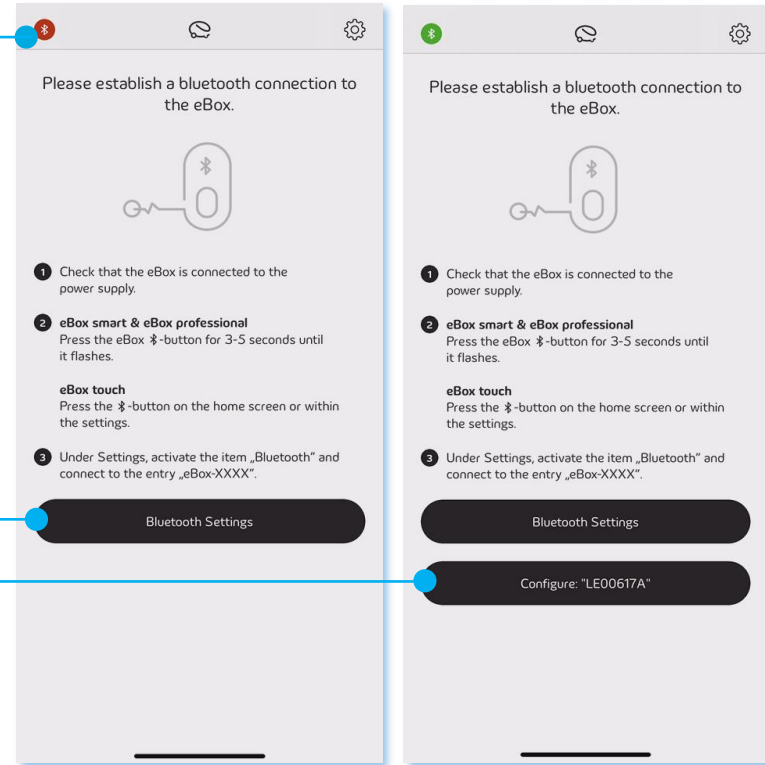 Please establish a bluetooth connection to
the eBox.
1 Check that the eBox is connected to the
power supply.
2 eBox smart & eBox professional
Press the eBox -button for 3-5 seconds until
it flashes.
eBox touch
Press the -button on the home screen or within
the settings.
3 Under Settings, activate the item „Bluetooth" and
connect to the entry „eBox-XXXX".
Bluetooth Settings
Please establish a bluetooth connection to
the eBox.
1 Check that the eBox is connected to the
power supply.
2 eBox smart & eBox professional
Press the eBox -button for 3-5 seconds until
it flashes.
eBox touch
Press the -button on the home screen or within
the settings.
3 Under Settings, activate the item „Bluetooth" and
connect to the entry „eBox-XXXX".
Bluetooth Settings
Configure: "LE00617A"